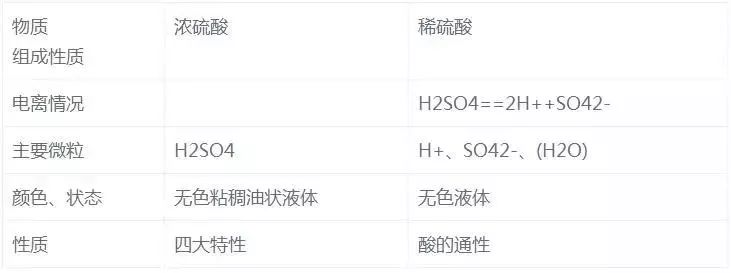 物质 浓硫酸 稀硫酸
组成性质
电离情况 H2SO4==2H++SO42-
主要微粒 H2SO4 H+、SO42-、(H2O)
颜色、状态 无色粘稠油状液体 无色液体
性质 四大特性 酸的通性